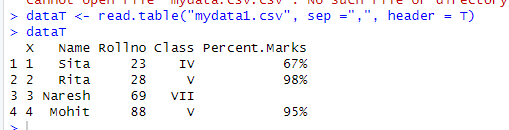 cannot open file 'mydata.csv.csv': No such file or directory
> dataT <- read.table("mydata1.csv", sep =",", header = T)
> dataT
X Name Rollno Class Percent.Marks
1 1 Sita 23 IV 67%
2 2 Rita 28 V 98%
3 3 Naresh 69 VII
4 4 Mohit 88 V 95%
>